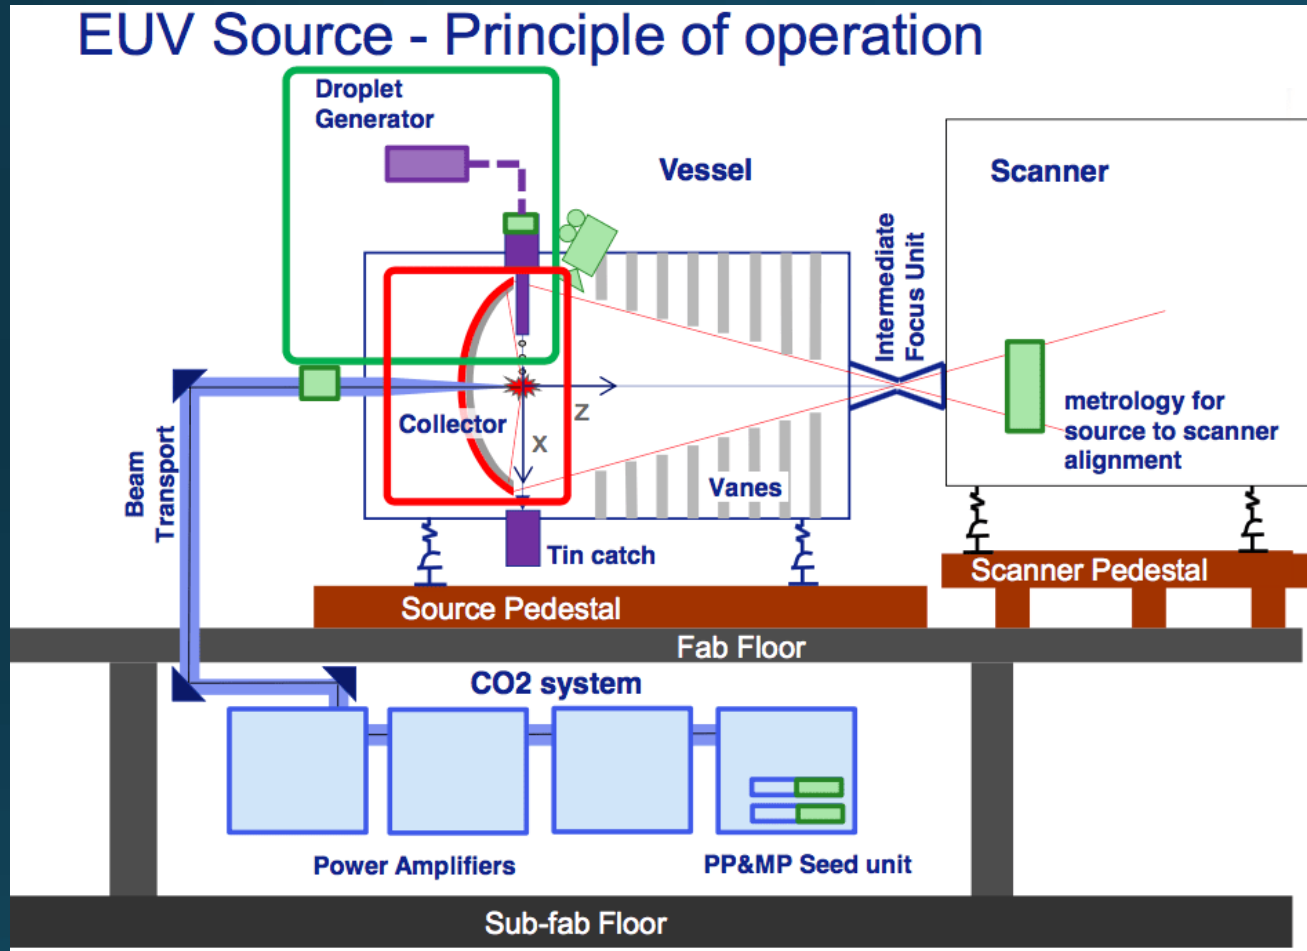 EUV Source - Principle of operation
Droplet
Generator
Vessel
Scanner
Intermediate
Focus Unit
Collector
Z
X
metrology for
source to scanner
alignment
Beam
Transport
Vanes
Tin catch
Source Pedestal
Scanner Pedestal
Fab Floor
CO2 system
Power Amplifiers
PP&MP Seed unit
Sub-fab Floor